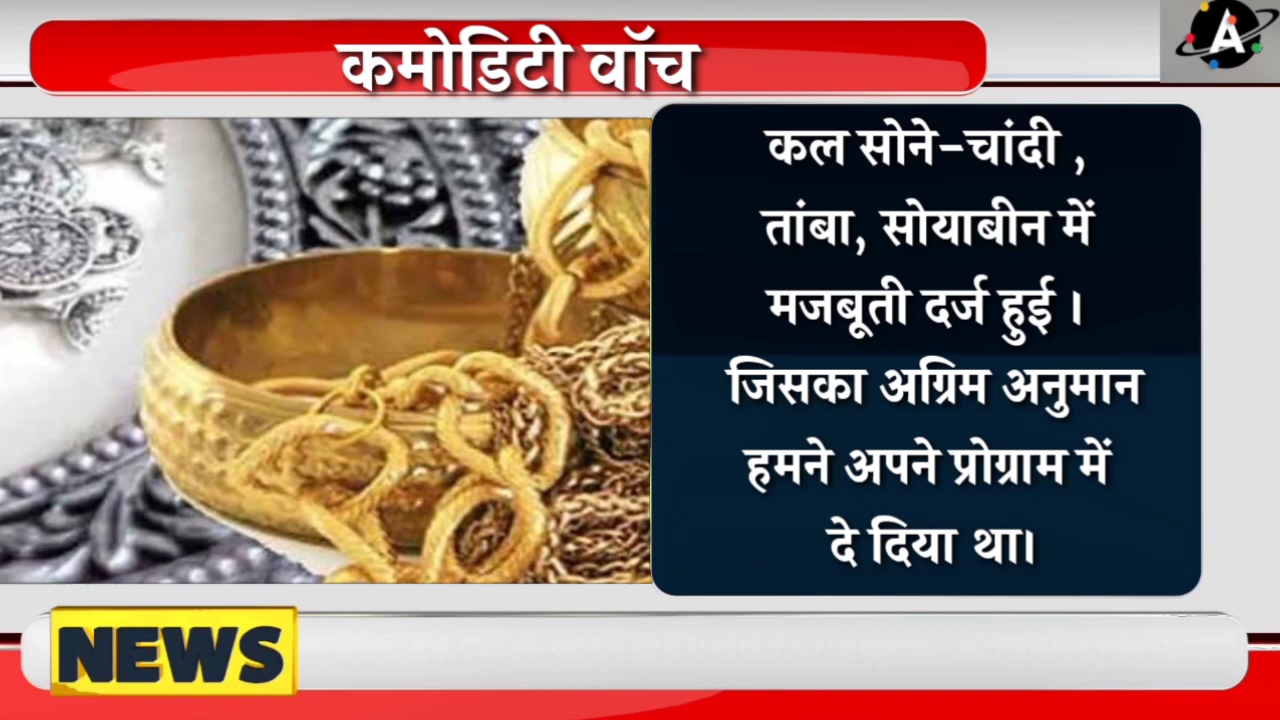 कमोडिटी वॉच
A
कल सोने-चांदी ,
तांबा, सोयाबीन में
मजबूती दर्ज हुई ।
जिसका अग्रिम अनुमान
हमने अपने प्रोग्राम में
दे दिया था।
NEWS